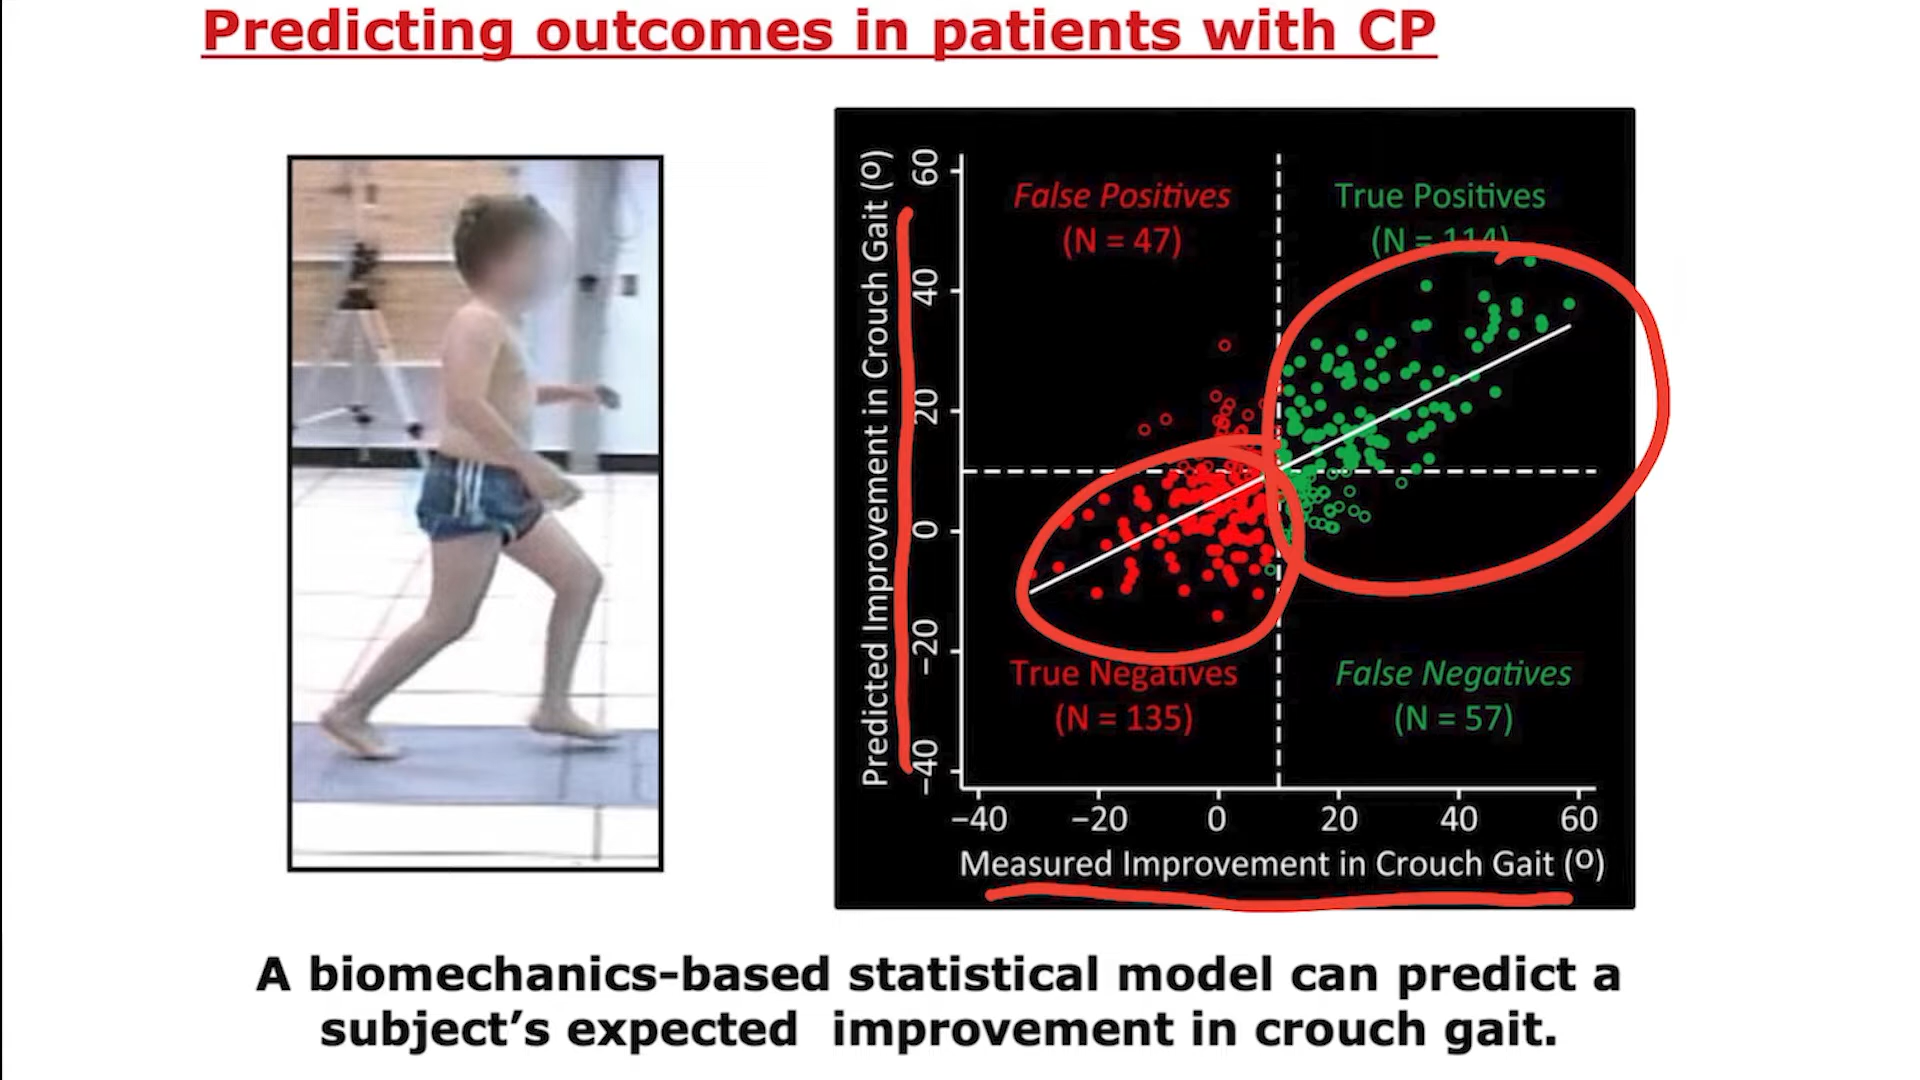 Predicting outcomes in patients with CP
Predicted Improvement in Crouch Gait (º)
60
40
20
0
−20
−40
False Positives
(N = 47)
True Positives
(N = 114)
True Negatives
(N = 135)
False Negatives
(N = 57)
−40 −20 0 20 40 60
Measured Improvement in Crouch Gait (º)
A biomechanics-based statistical model can predict a
subject’s expected improvement in crouch gait.